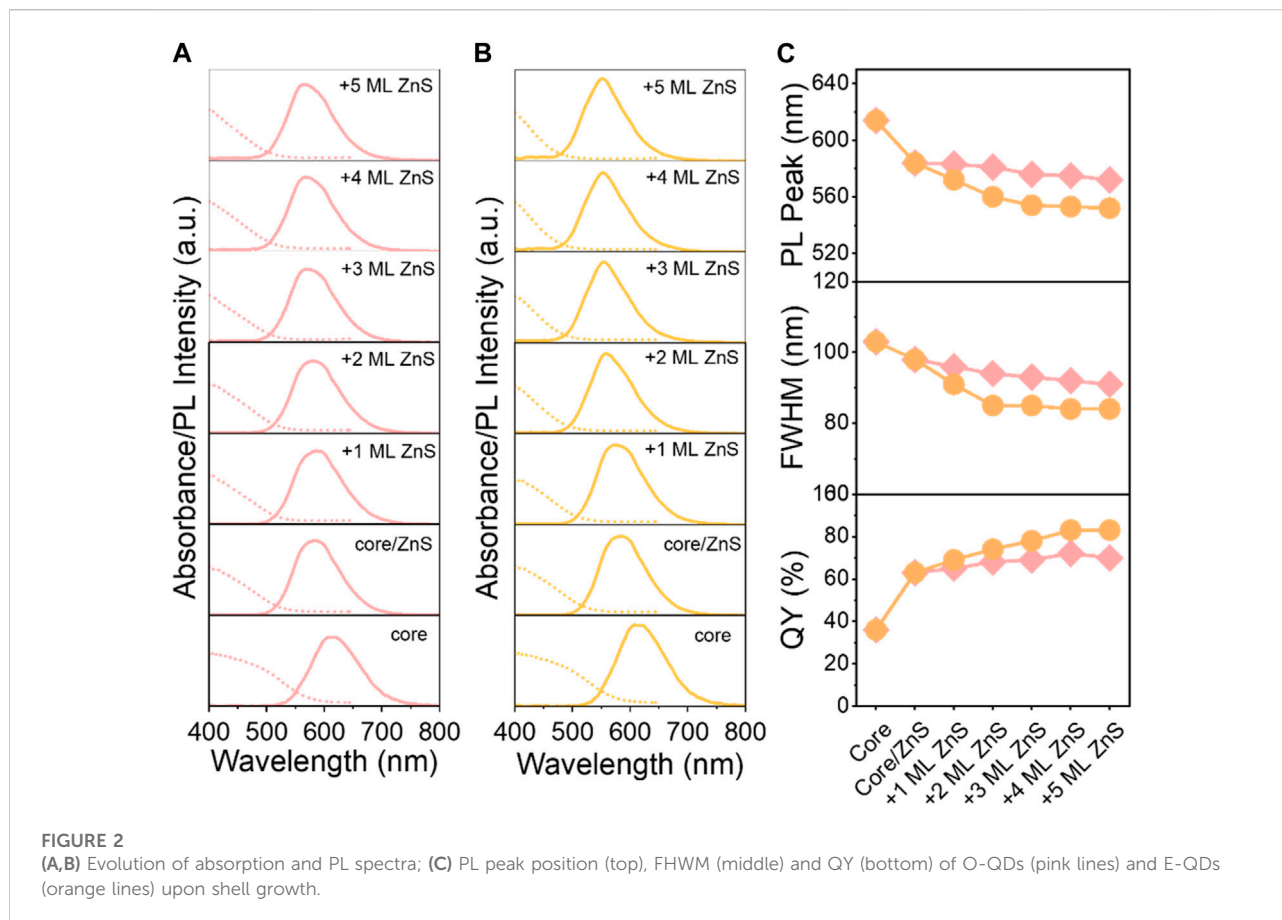 A
Absorbance/PL Intensity (a.u.)
+5 ML ZnS
+4 ML ZnS
+3 ML ZnS
+2 ML ZnS
+1 ML ZnS
core/ZnS
core
400 500 600 700 800
Wavelength (nm)
B
Absorbance/PL Intensity (a.u.)
+5 ML ZnS
+4 ML ZnS
+3 ML ZnS
+2 ML ZnS
+1 ML ZnS
core/ZnS
core
400 500 600 700 800
Wavelength (nm)
C
PL Peak (nm)
640
600
560
520
FWHM (nm)
120
100
80
QY (%)
80
60
40
20
0
Core
Core/ZnS
+1 ML ZnS
+2 ML ZnS
+3 ML ZnS
+4 ML ZnS
+5 ML ZnS
FIGURE 2
(A,B) Evolution of absorption and PL spectra; (C) PL peak position (top), FHWM (middle) and QY (bottom) of O-QDs (pink lines) and E-QDs
(orange lines) upon shell growth.